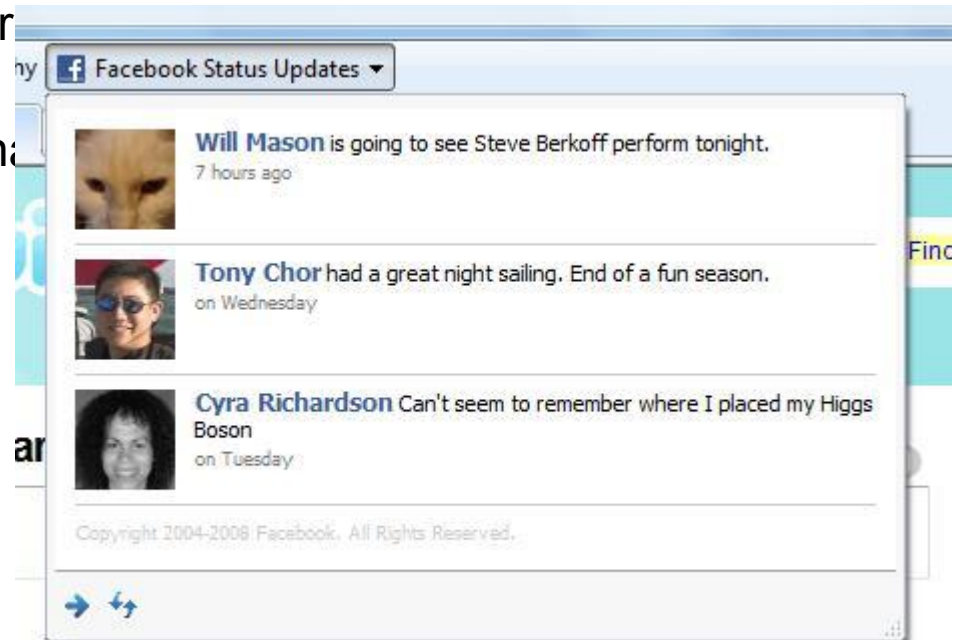 Facebook Status Updates
Will Mason is going to see Steve Berkoff perform tonight.
7 hours ago
Tony Chor had a great night sailing. End of a fun season.
on Wednesday
Cyra Richardson Can't seem to remember where I placed my Higgs
Boson
on Tuesday
Copyright 2004-2008 Facebook. All Rights Reserved.